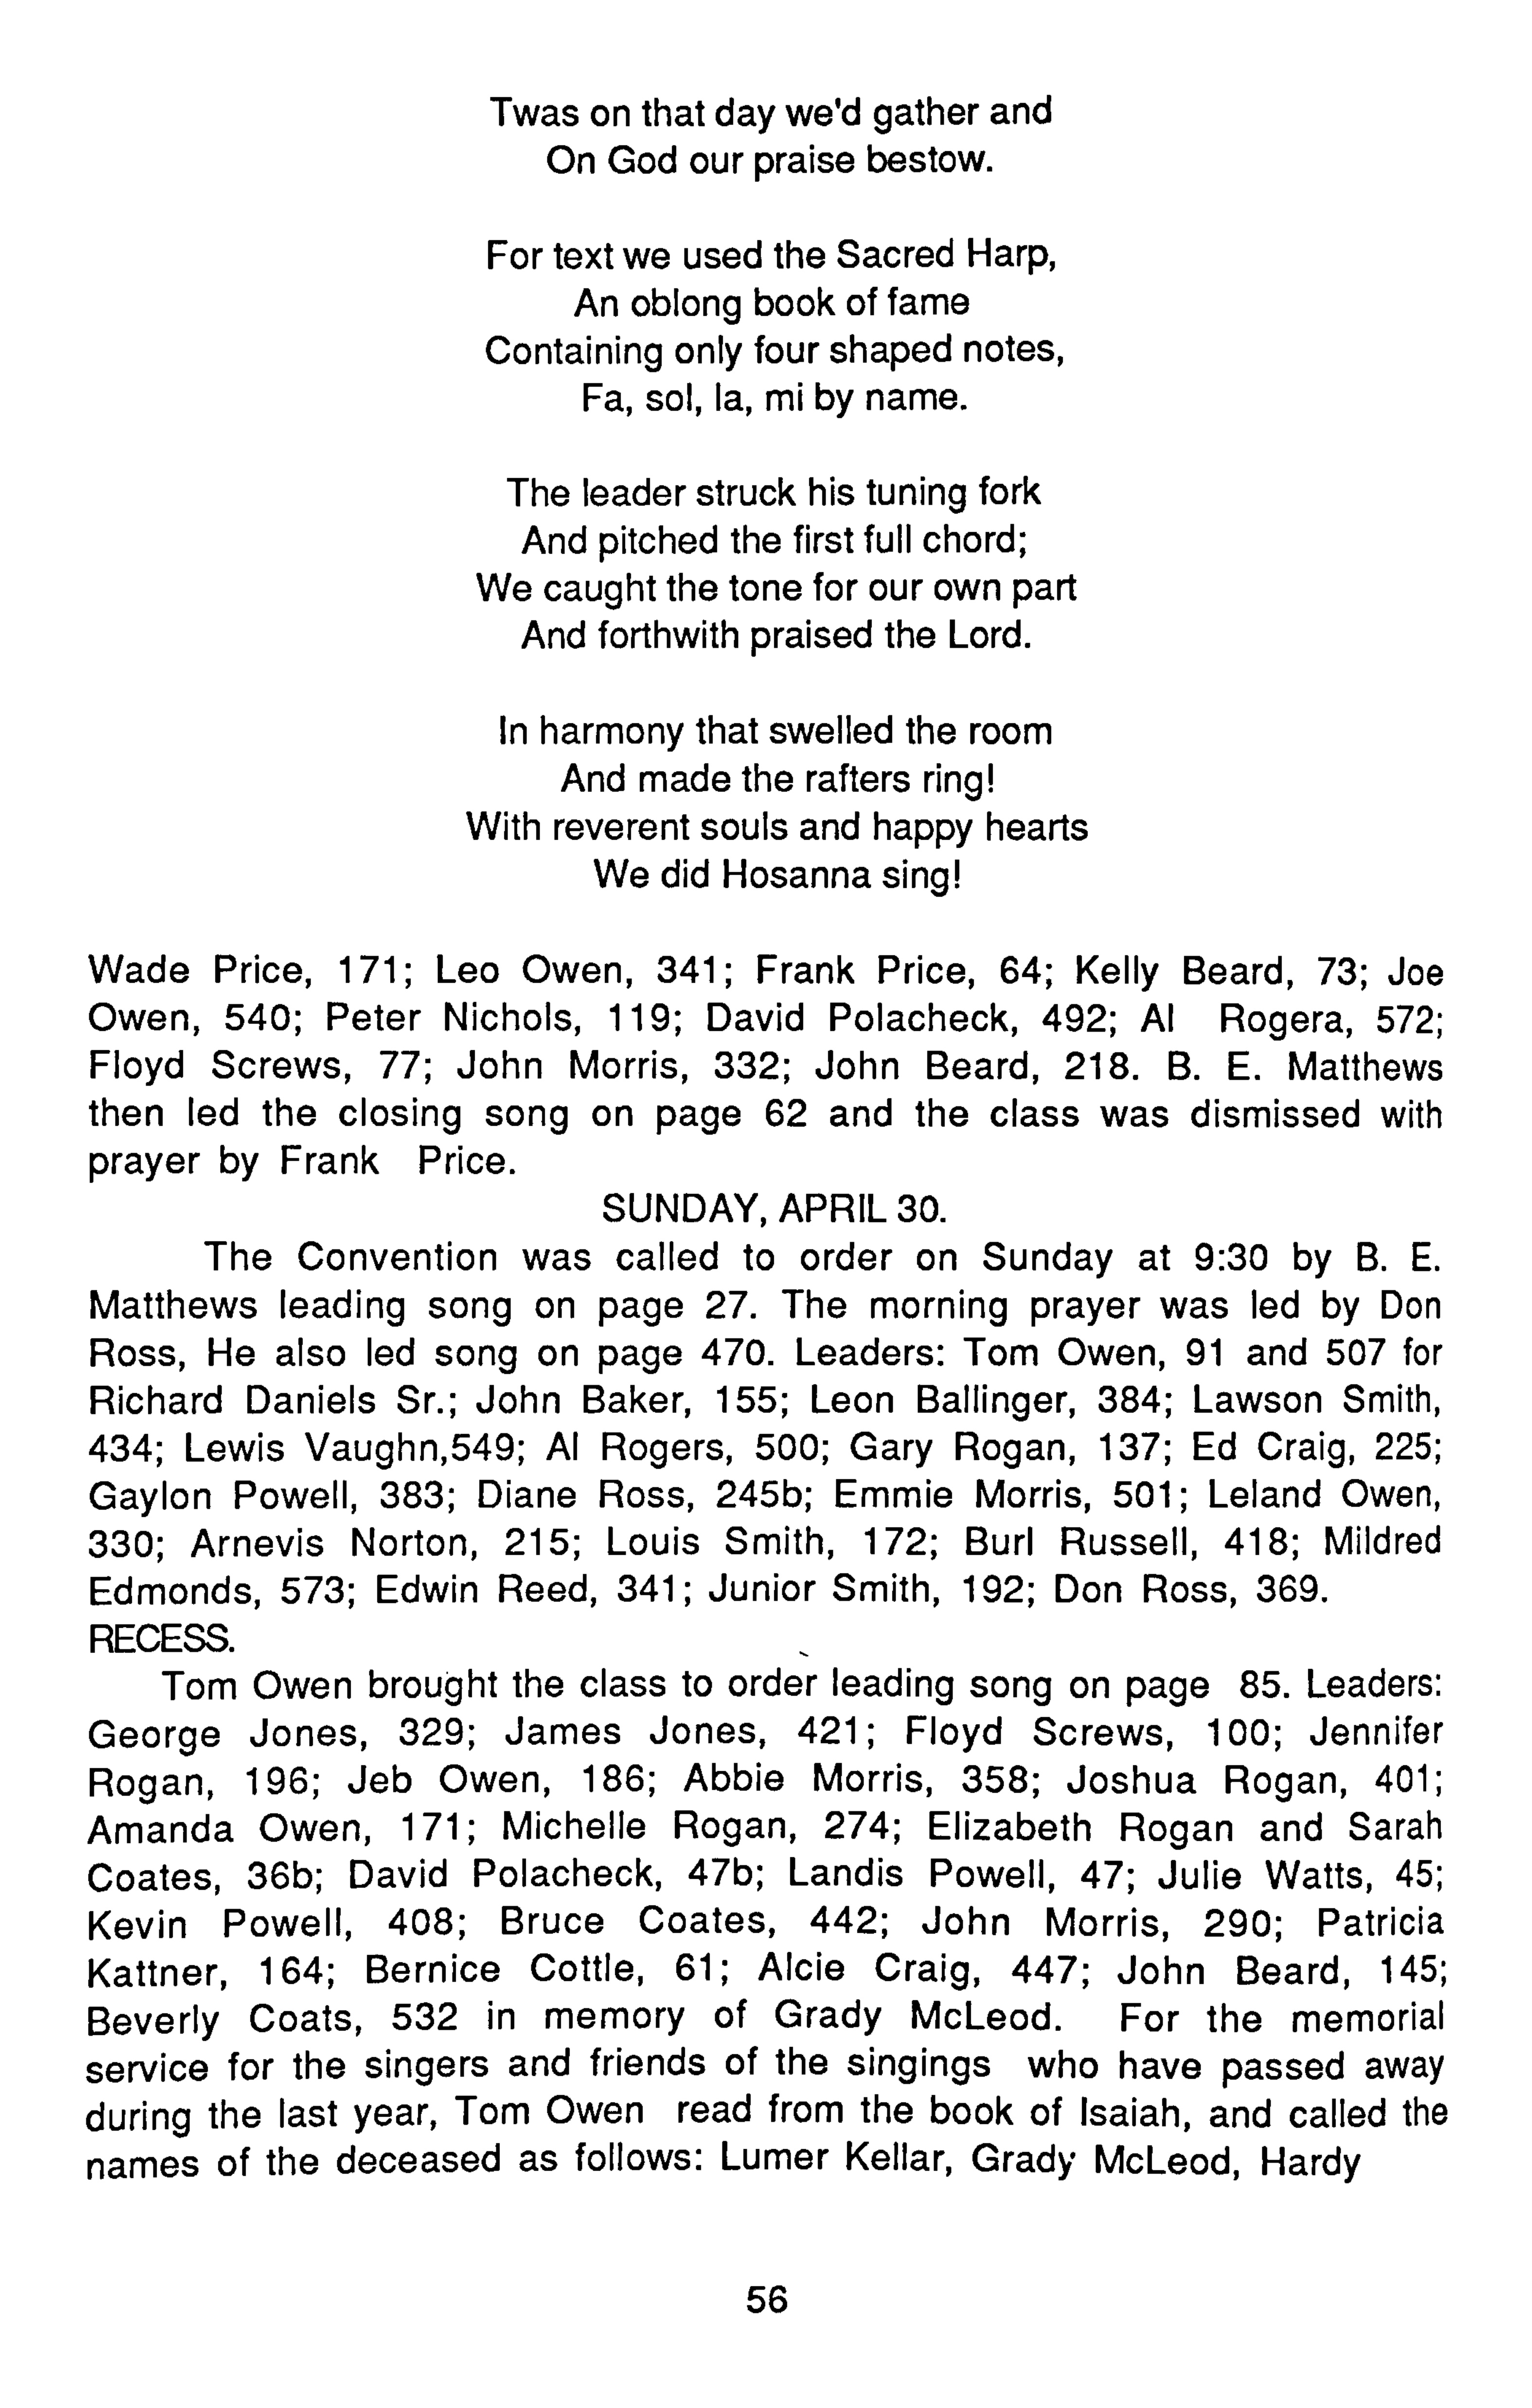 Twas on that day we'd gather and
On God our praise bestow.
For text we used the Sacred Harp,
An oblong book of fame
Containing only four shaped notes,
Fa, sol, la, mi by name.
The leader struck his tuning fork
And pitched the first full chord;
We caught the tone for our own part
And forthwith praised the Lord.
In harmony that swelled the room
And made the rafters ring!
With reverent souls and happy hearts
We did Hosanna sing!
Wade Price, 171; Leo Owen, 341; Frank Price, 64; Kelly Beard, 73; Joe
Owen, 540; Peter Nichols, 119; David Polacheck, 492; Al Rogera, 572;
Floyd Screws, 77; John Morris, 332; John Beard, 218. B. E. Matthews
then led the closing song on page 62 and the class was dismissed with
prayer by Frank Price.
SUNDAY, APRIL 30.
The Convention was called to order on Sunday at 9:30 by B. E.
Matthews leading song on page 27. The morning prayer was led by Don
Ross, He also led song on page 470. Leaders: Tom Owen, 91 and 507 for
Richard Daniels Sr.; John Baker, 155; Leon Ballinger, 384; Lawson Smith,
434; Lewis Vaughn,549; Al Rogers, 500; Gary Rogan, 137; Ed Craig, 225;
Gaylon Powell, 383; Diane Ross, 245b; Emmie Morris, 501; Leland Owen,
330; Arnevis Norton, 215; Louis Smith, 172; Burl Russell, 418; Mildred
Edmonds, 573; Edwin Reed, 341; Junior Smith, 192; Don Ross, 369.
RECESS.
Tom Owen brought the class to order leading song on page 85. Leaders:
George Jones, 329; James Jones, 421; Floyd Screws, 100; Jennifer
Rogan, 196; Jeb Owen, 186; Abbie Morris, 358; Joshua Rogan, 401;
Amanda Owen, 171; Michelle Rogan, 274; Elizabeth Rogan and Sarah
Coates, 36b; David Polacheck, 47b; Landis Powell, 47; Julie Watts, 45;
Kevin Powell, 408; Bruce Coates, 442; John Morris, 290; Patricia
Kattner, 164; Bernice Cottle, 61; Alcie Craig, 447; John Beard, 145;
Beverly Coats, 532 in memory of Grady McLeod. For the memorial
service for the singers and friends of the singings who have passed away
during the last year, Tom Owen read from the book of Isaiah, and called the
names of the deceased as follows: Lumer Kellar, Grady McLeod, Hardy
56